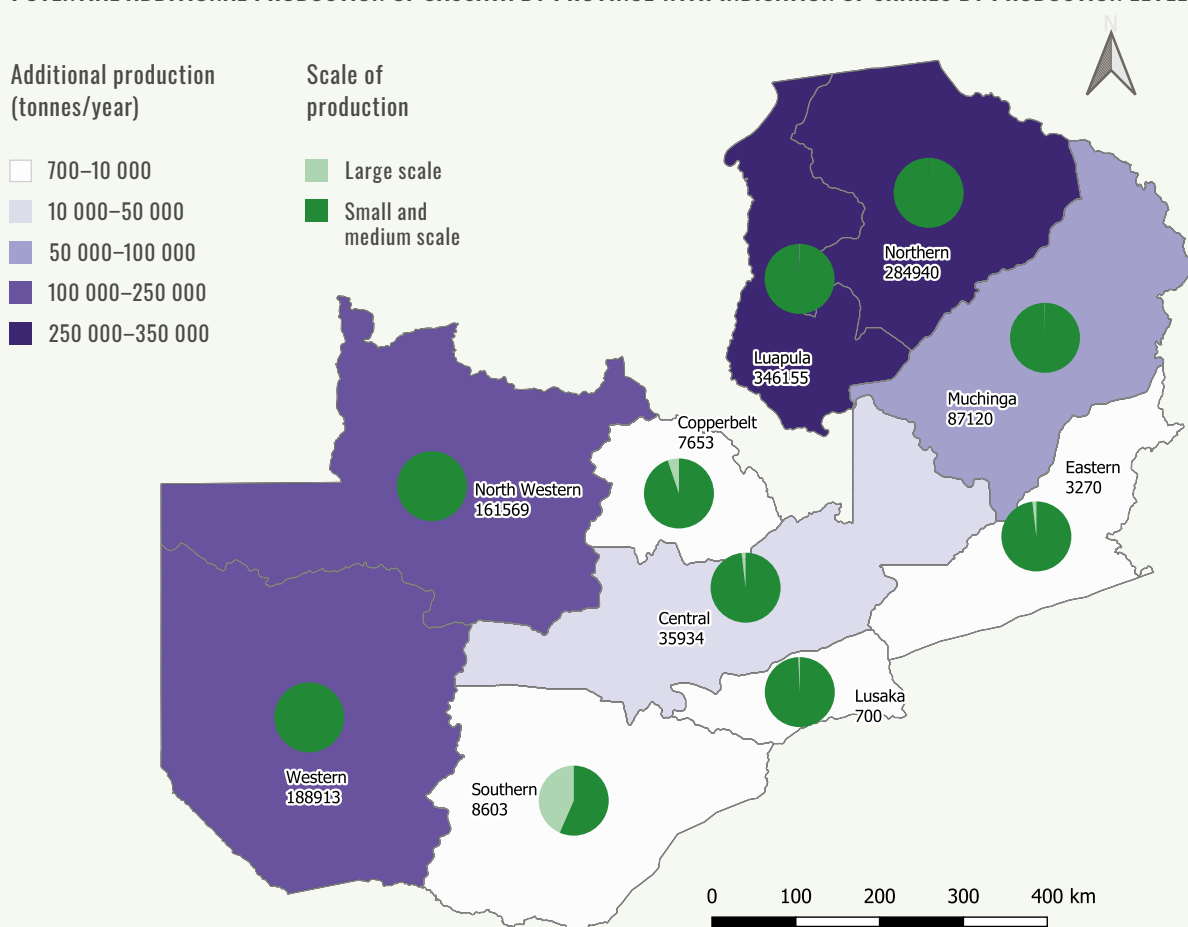 N
Additional production
(tonnes/year)
700–10 000
10 000–50 000
50 000–100 000
100 000–250 000
250 000–350 000
Scale of
production
Large scale
Small and
medium scale
Northern
284940
Luapula
346155
Muchinga
87120
Copperbelt
7653
Eastern
3270
North Western
161569
Central
35934
Lusaka
700
Western
188913
Southern
8603
0 100 200 300 400 km